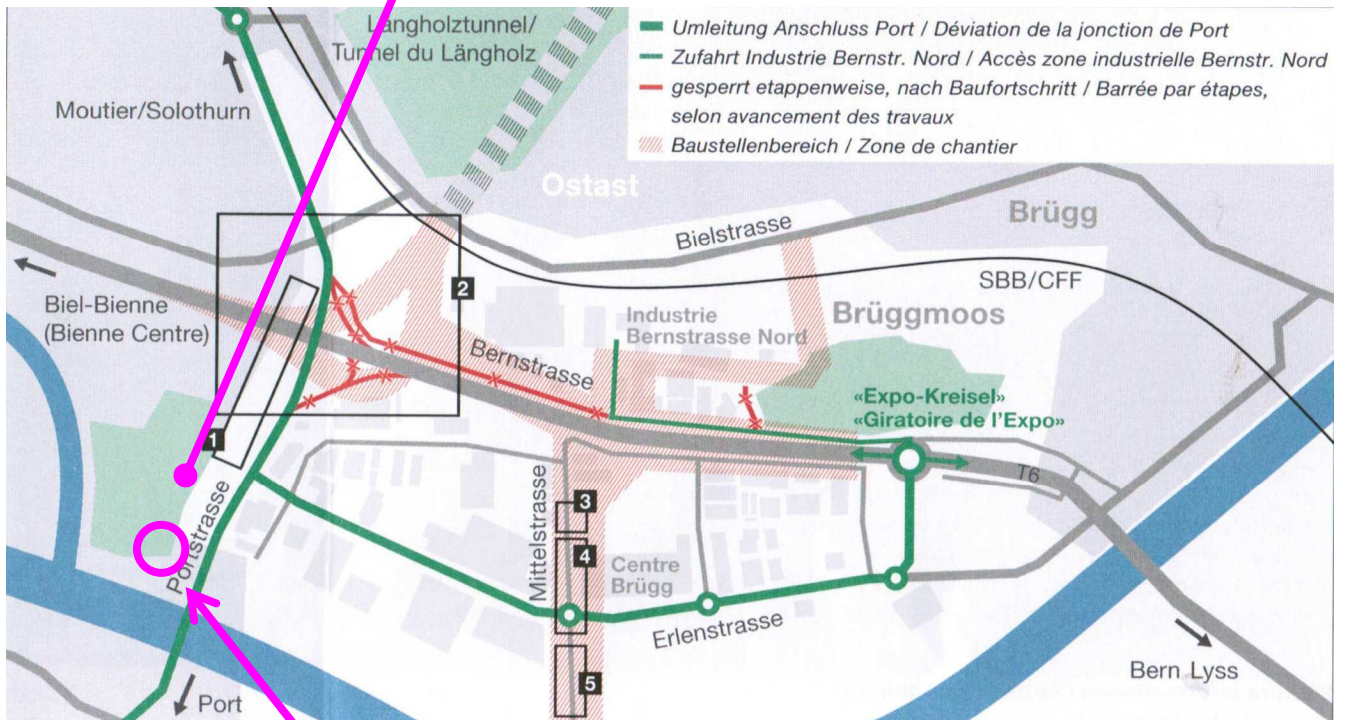 Längholztunnel/
Tunnel du Längholz
Umleitung Anschluss Port / Déviation de la jonction de Port
Zufahrt Industrie Bernstr. Nord / Accès zone industrielle Bernstr. Nord
gesperrt etappenweise, nach Baufortschritt / Barrée par étapes,
selon avancement des travaux
Baustellenbereich / Zone de chantier
Moutier/Solothurn
Ostast
Brügg
Bielstrasse
SBB/CFF
2
Biel-Bienne
(Bienne Centre)
Industrie
Bernstrasse Nord
Brüggmoos
Bernstrasse
«Expo-Kreisel»
«Giratoire de l'Expo»
1
T6
Portstrasse
Mittelstrasse
3
4
Centre
Brügg
Erlenstrasse
5
Bern Lyss
Port